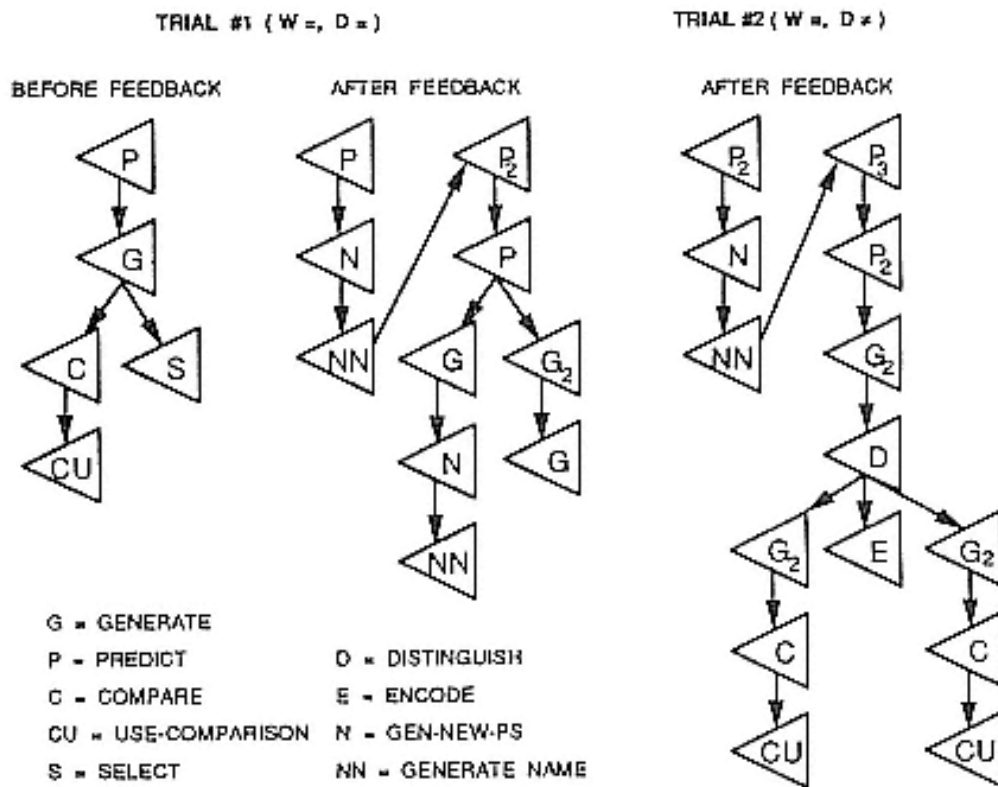 TRIAL #1 ( W =, D = )
TRIAL #2 ( W =, D ≠ )
BEFORE FEEDBACK
AFTER FEEDBACK
AFTER FEEDBACK
P
P
P2
P2
P3
G
N
P
N
P2
C
S
NN
G
G2
NN
G2
CU
N
G
D
NN
G2
E
G2
C
C
CU
CU
G = GENERATE
P = PREDICT
D = DISTINGUISH
C = COMPARE
E = ENCODE
CU = USE-COMPARISON
N = GEN-NEW-PS
S = SELECT
NN = GENERATE NAME